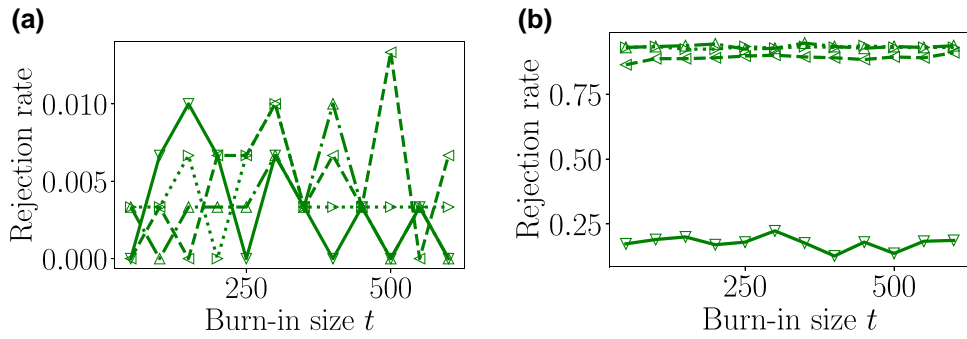 (a)
Rejection rate
0.010
0.005
0.000
250
500
Burn-in size t
(b)
Rejection rate
0.75
0.50
0.25
250
500
Burn-in size t